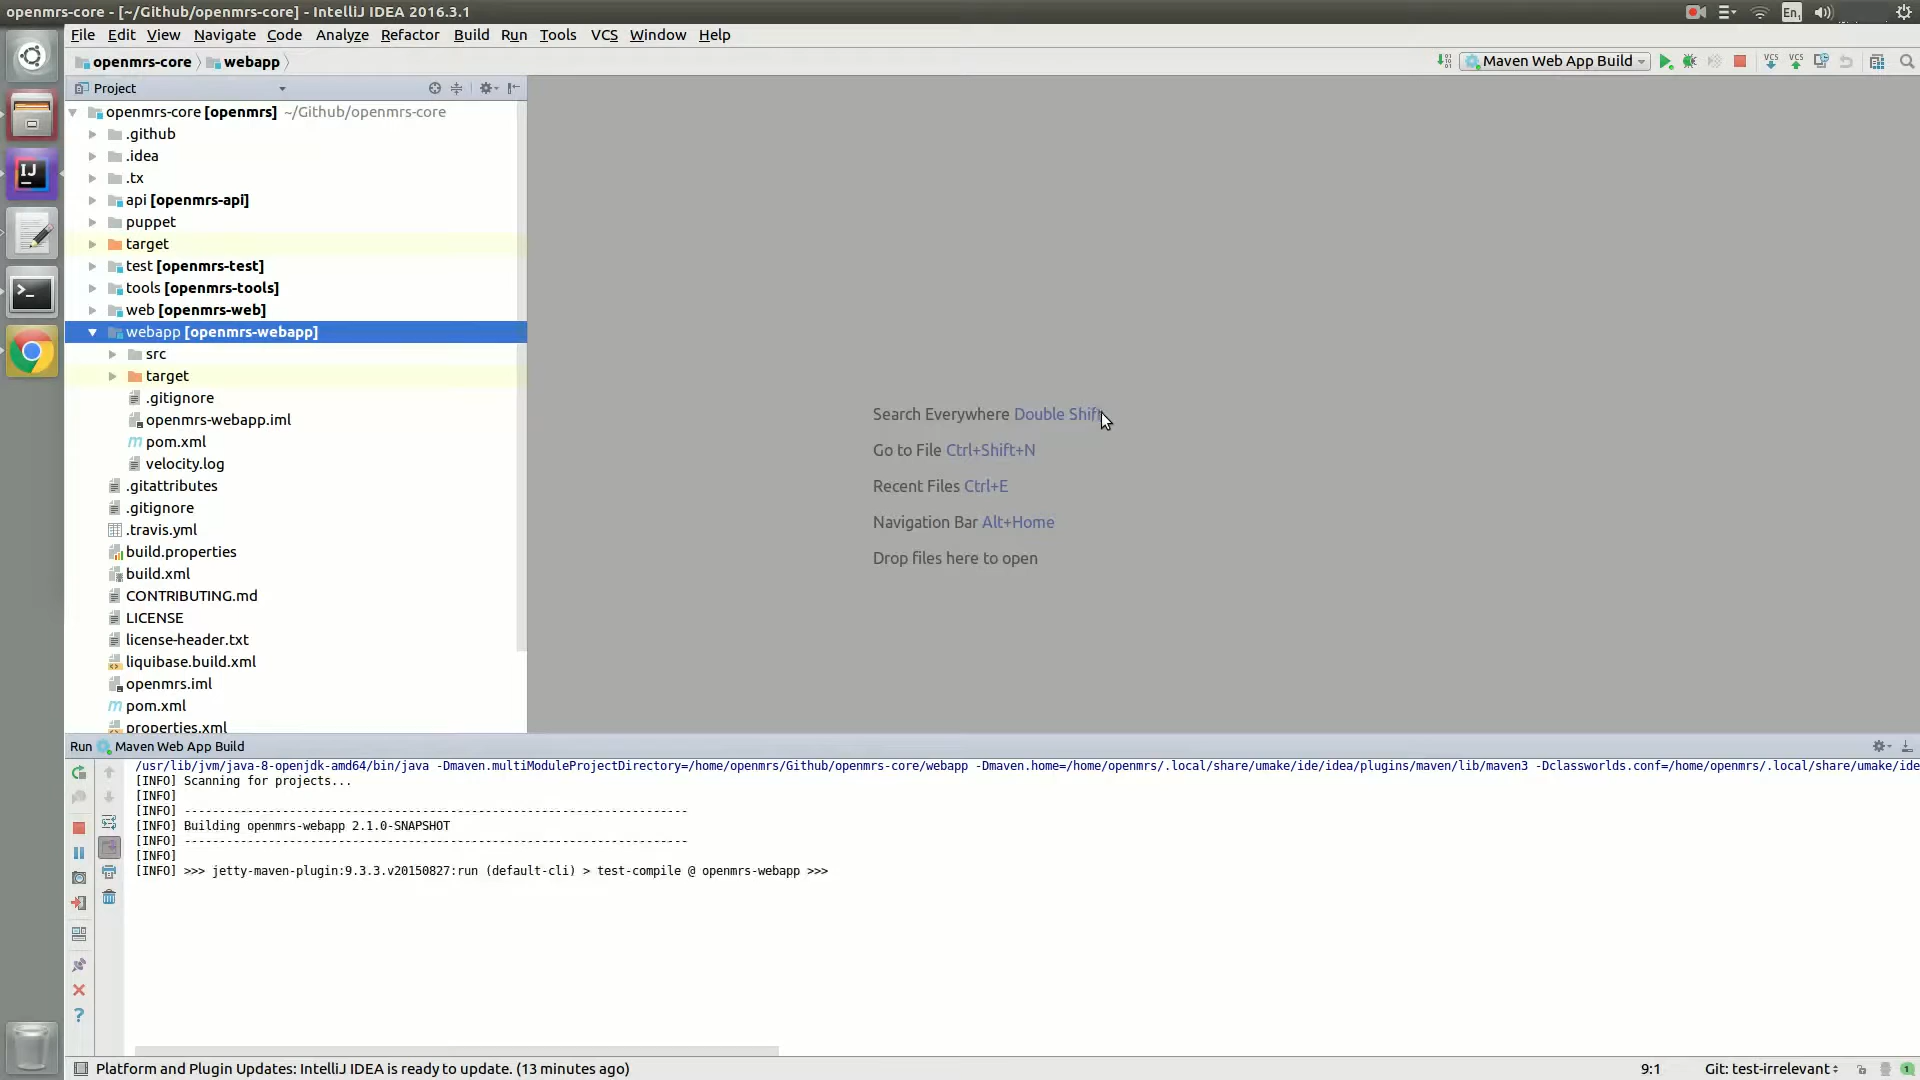 openmrs-core - [~/Github/openmrs-core] - IntelliJ IDEA 2016.3.1
En
File Edit View Navigate Code Analyze Refactor Build Run Tools VCS Window Help
openmrs-core webapp
Maven Web App Build
VCS VCS
Project
openmrs-core [openmrs] ~/Github/openmrs-core
.github
.idea
.tx
api [openmrs-api]
puppet
target
test [openmrs-test]
tools [openmrs-tools]
web [openmrs-web]
webapp [openmrs-webapp]
src
target
.gitignore
openmrs-webapp.iml
pom.xml
velocity.log
.gitattributes
.gitignore
.travis.yml
build.properties
build.xml
CONTRIBUTING.md
LICENSE
license-header.txt
liquibase.build.xml
openmrs.iml
pom.xml
properties.xml
Search Everywhere Double Shift
Go to File Ctrl+Shift+N
Recent Files Ctrl+E
Navigation Bar Alt+Home
Drop files here to open
Run Maven Web App Build
/usr/lib/jvm/java-8-openjdk-amd64/bin/java -Dmaven.multiModuleProjectDirectory=/home/openmrs/Github/openmrs-core/webapp -Dmaven.home=/home/openmrs/.local/share/umake/ide/idea/plugins/maven/lib/maven3 -Dclassworlds.conf=/home/openmrs/.local/share/umake/ide
[INFO] Scanning for projects...
[INFO]
[INFO] ------------------------------------------------------------------------
[INFO] Building openmrs-webapp 2.1.0-SNAPSHOT
[INFO] ------------------------------------------------------------------------
[INFO]
[INFO] >>> jetty-maven-plugin:9.3.3.v20150827:run (default-cli) > test-compile @ openmrs-webapp >>>
Platform and Plugin Updates: IntelliJ IDEA is ready to update. (13 minutes ago)
9:1
Git: test-irrelevant
1